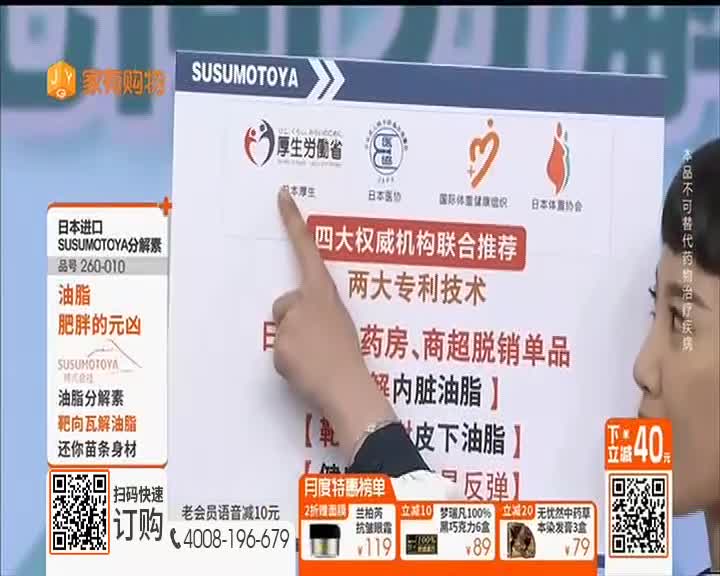 家有购物
SUSUMOTOYA
厚生労働省
日本医协
国际体重健康组织
日本体重协会
四大权威机构联合推荐
两大专利技术
药房、商超脱销单品
内脏油脂】
皮下油脂】
反弹】
本品不可替代药物治疗疾病
日本进口
SUSUMOTOYA分解素
品号 260-010
油脂
肥胖的元凶
SUSUMOTOYA
株式会社
油脂分解素
靶向瓦解油脂
还你苗条身材
扫码快速
订购
老会员语音减10元
4008-196-679
月度特惠榜单
2折赠面膜
兰柏芮
抗皱眼霜
¥119
立减10
梦瑞凡100%
黑巧克力6盒
¥89
立减20
无忧然中药草
本染发膏3盒
¥79
立减40元